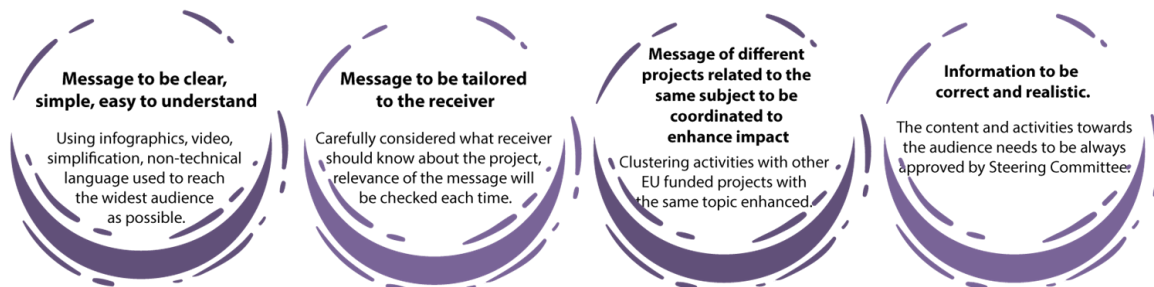 Message to be clear,
simple, easy to understand
Using infographics, video,
simplification, non-technical
language used to reach
the widest audience
as possible.
Message to be tailored
to the receiver
Carefully considered what receiver
should know about the project,
relevance of the message will
be checked each time.
Message of different
projects related to the
same subject to be
coordinated to
enhance impact
Clustering activities with other
EU funded projects with
the same topic enhanced.
Information to be
correct and realistic.
The content and activities towards
the audience needs to be always
approved by Steering Committee.